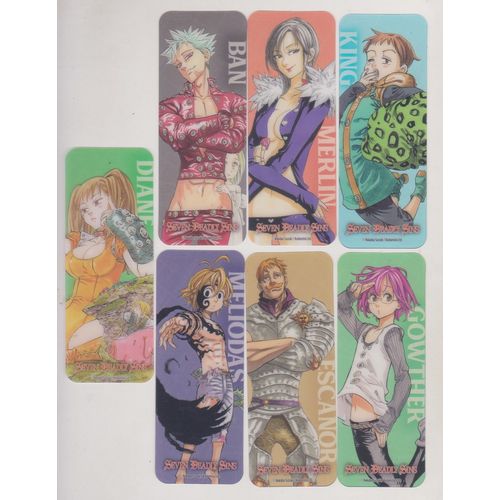 BAN
SEVEN DEADLY SINS
MERLIN
SEVEN DEADLY SINS
KING
SEVEN DEADLY SINS
DIANE
SEVEN DEADLY SINS
MELIODAS
SEVEN DEADLY SINS
ESCANOR
SEVEN DEADLY SINS
GOWTHER
SEVEN DEADLY SINS